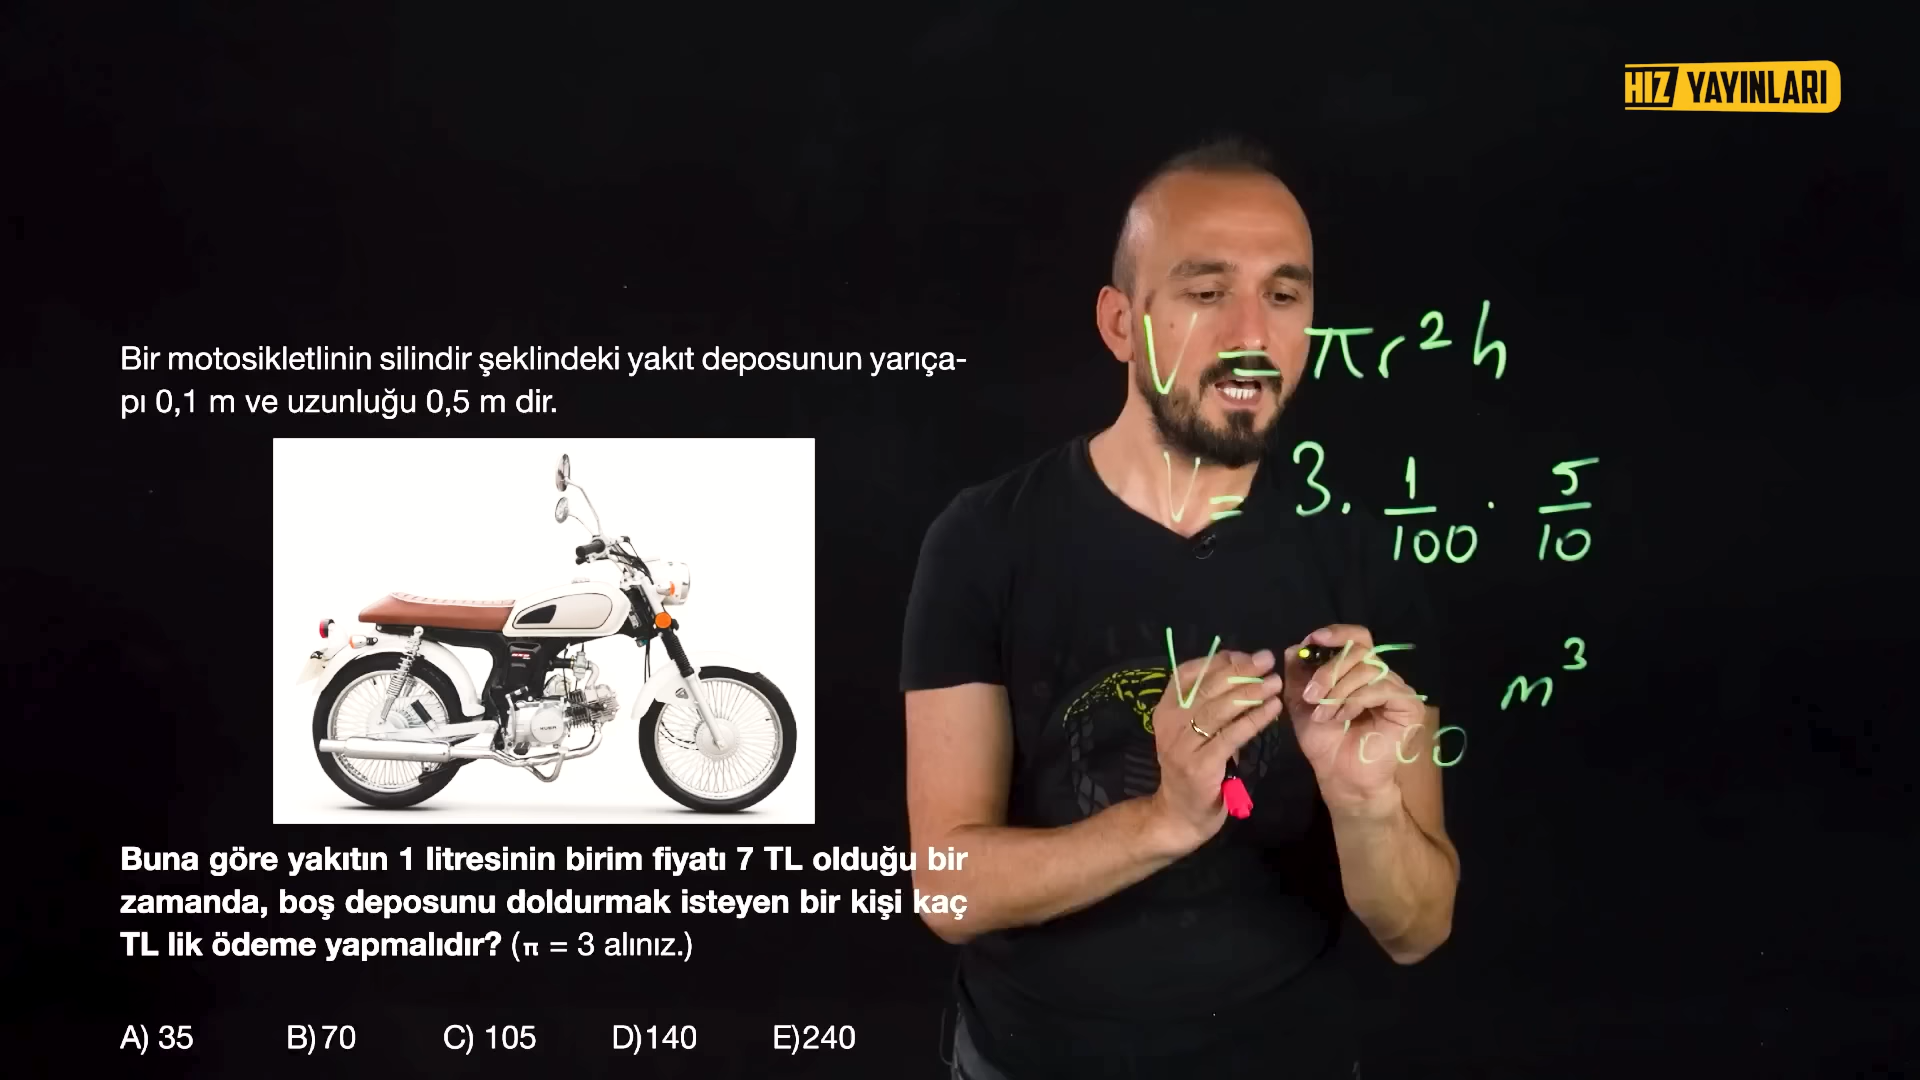 HIZ YAYINLARI
Bir motosikletlinin silindir şeklindeki yakıt deposunun yarıça-
pı 0,1 m ve uzunluğu 0,5 m dir.
Buna göre yakıtın 1 litresinin birim fiyatı 7 TL olduğu bir
zamanda, boş deposunu doldurmak isteyen bir kişi kaç
TL lik ödeme yapmalıdır? (π = 3 alınız.)
A) 35 B) 70 C) 105 D) 140 E) 240
V = πr²h
V = 3 . 1/100 . 5/10
V = 15/1000 m³